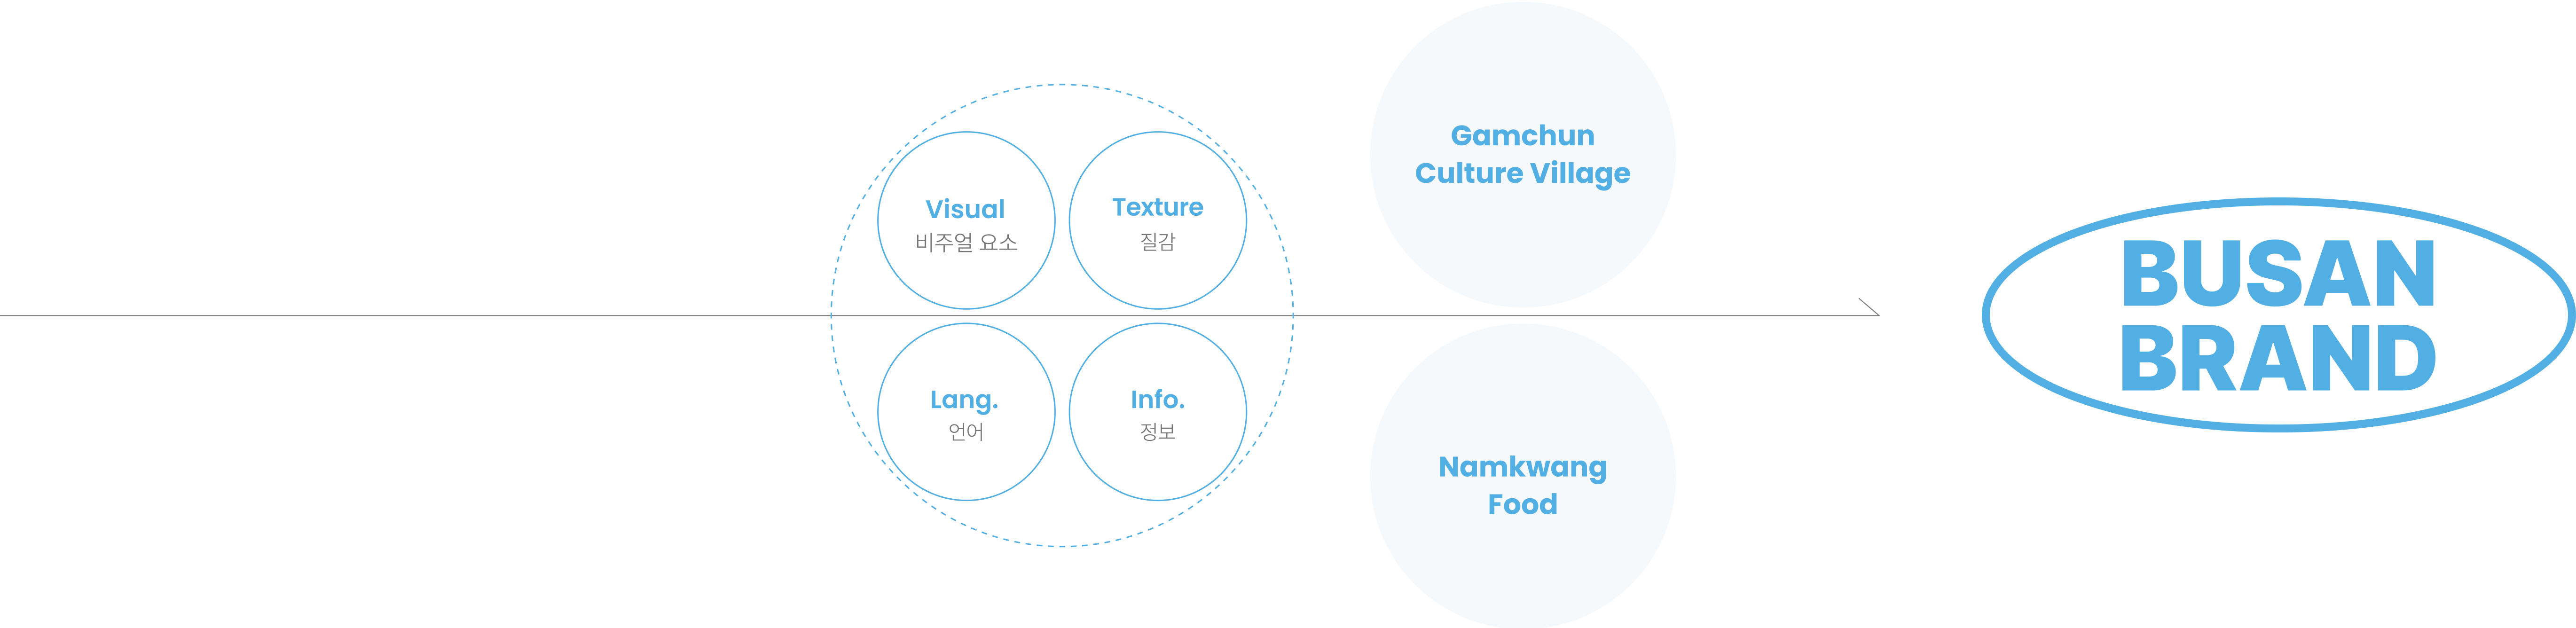 Visual
비주얼 요소
Texture
질감
Lang.
언어
Info.
정보
Gamchun
Culture Village
Namkwang
Food
BUSAN
BRAND